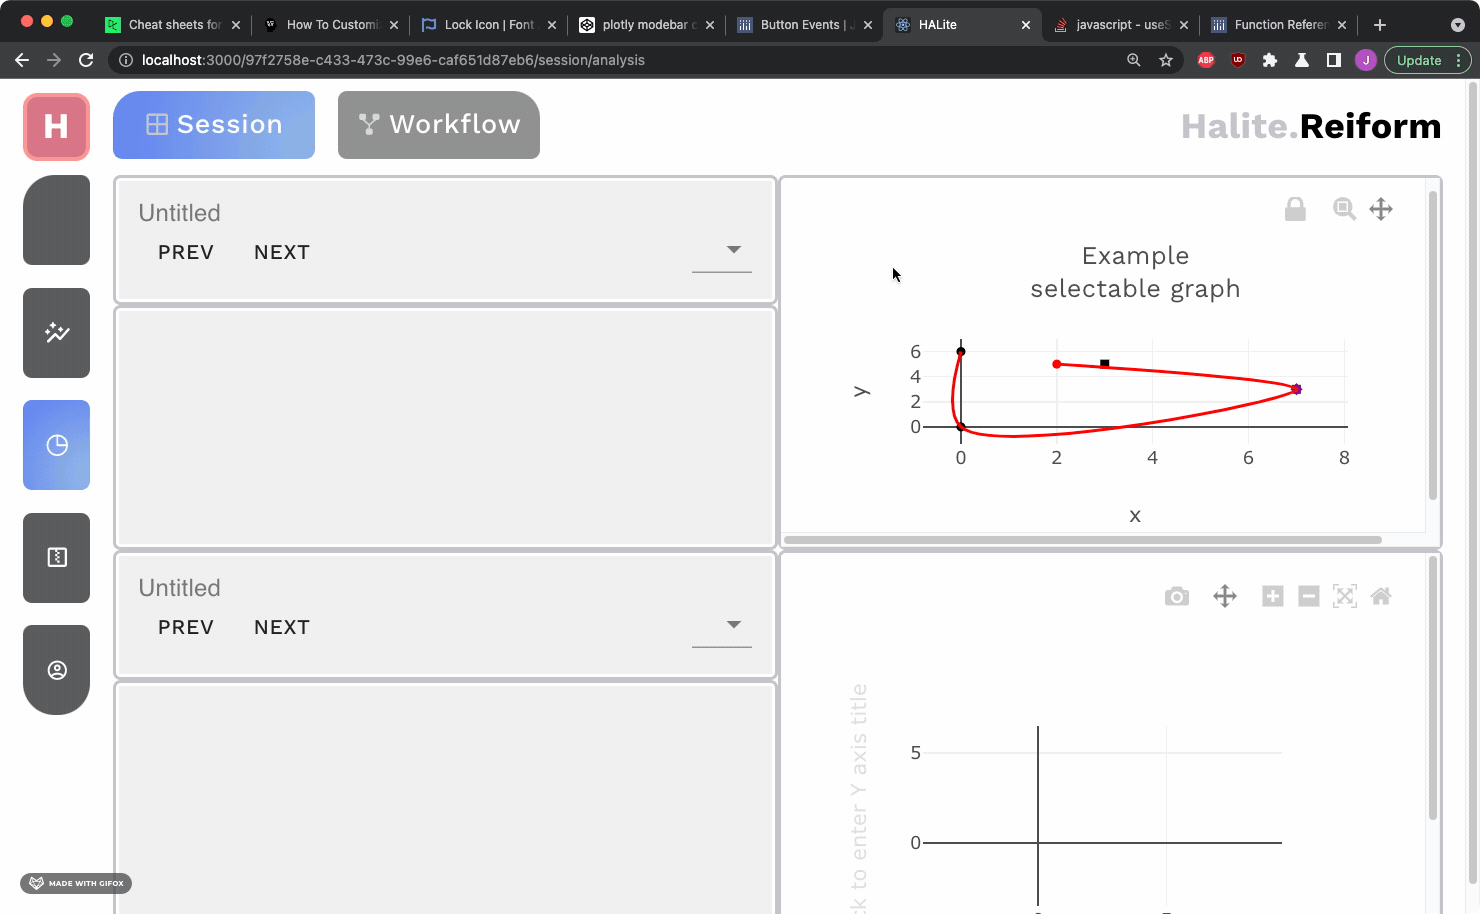 Cheat sheets for
How To Customi
Lock Icon | Font
plotly modebar c
Button Events | J
HALite
javascript - useS
Function Referen
localhost:3000/97f2758e-c433-473c-99e6-caf651d87eb6/session/analysis
ABP
UD
J
Update
H
Session
Workflow
Halite.Reiform
Untitled
PREV NEXT
Example
selectable graph
6
4
2
0
y
0 2 4 6 8
x
Untitled
PREV NEXT
ck to enter Y axis title
5
0
MADE WITH GIFOX